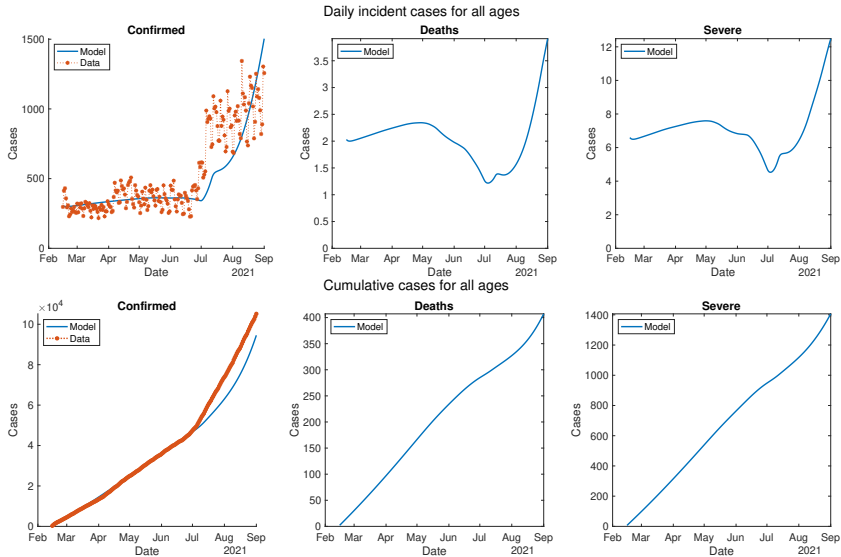 Daily incident cases for all ages
Confirmed
Model
Data
1500
1000
500
0
Cases
Feb Mar Apr May Jun Jul Aug Sep
Date
2021
Deaths
Model
3.5
3
2.5
2
1.5
1
0.5
0
Cases
Feb Mar Apr May Jun Jul Aug Sep
Date
2021
Severe
Model
12
10
8
6
4
2
0
Cases
Feb Mar Apr May Jun Jul Aug Sep
Date
2021
Cumulative cases for all ages
×10⁴
Confirmed
Model
Data
10
8
6
4
2
0
Cases
Feb Mar Apr May Jun Jul Aug Sep
Date
2021
Deaths
Model
400
350
300
250
200
150
100
50
0
Cases
Feb Mar Apr May Jun Jul Aug Sep
Date
2021
Severe
Model
1400
1200
1000
800
600
400
200
0
Cases
Feb Mar Apr May Jun Jul Aug Sep
Date
2021